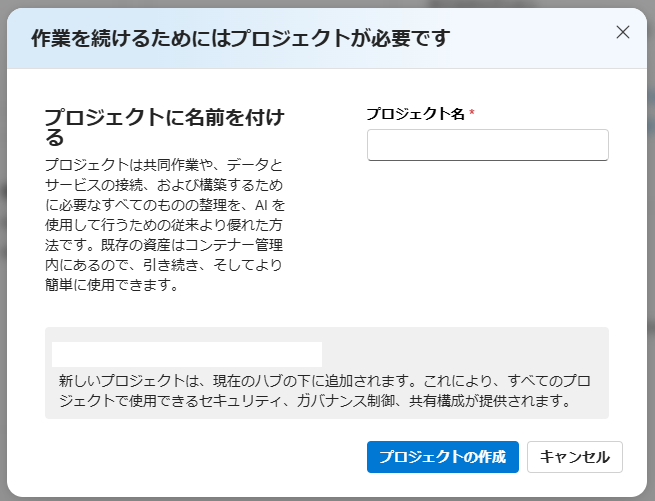 作業を続けるためにはプロジェクトが必要です
プロジェクトに名前を付け
る
プロジェクトは共同作業や、データと
サービスの接続、および構築するため
に必要なすべてのものの整理を、AI を
使用して行うための従来より優れた方
法です。既存の資産はコンテナー管理
内にあるので、引き続き、そしてより
簡単に使用できます。
プロジェクト名 *
新しいプロジェクトは、現在のハブの下に追加されます。これにより、すべてのプロ
ジェクトで使用できるセキュリティ、ガバナンス制御、共有構成が提供されます。
プロジェクトの作成
キャンセル